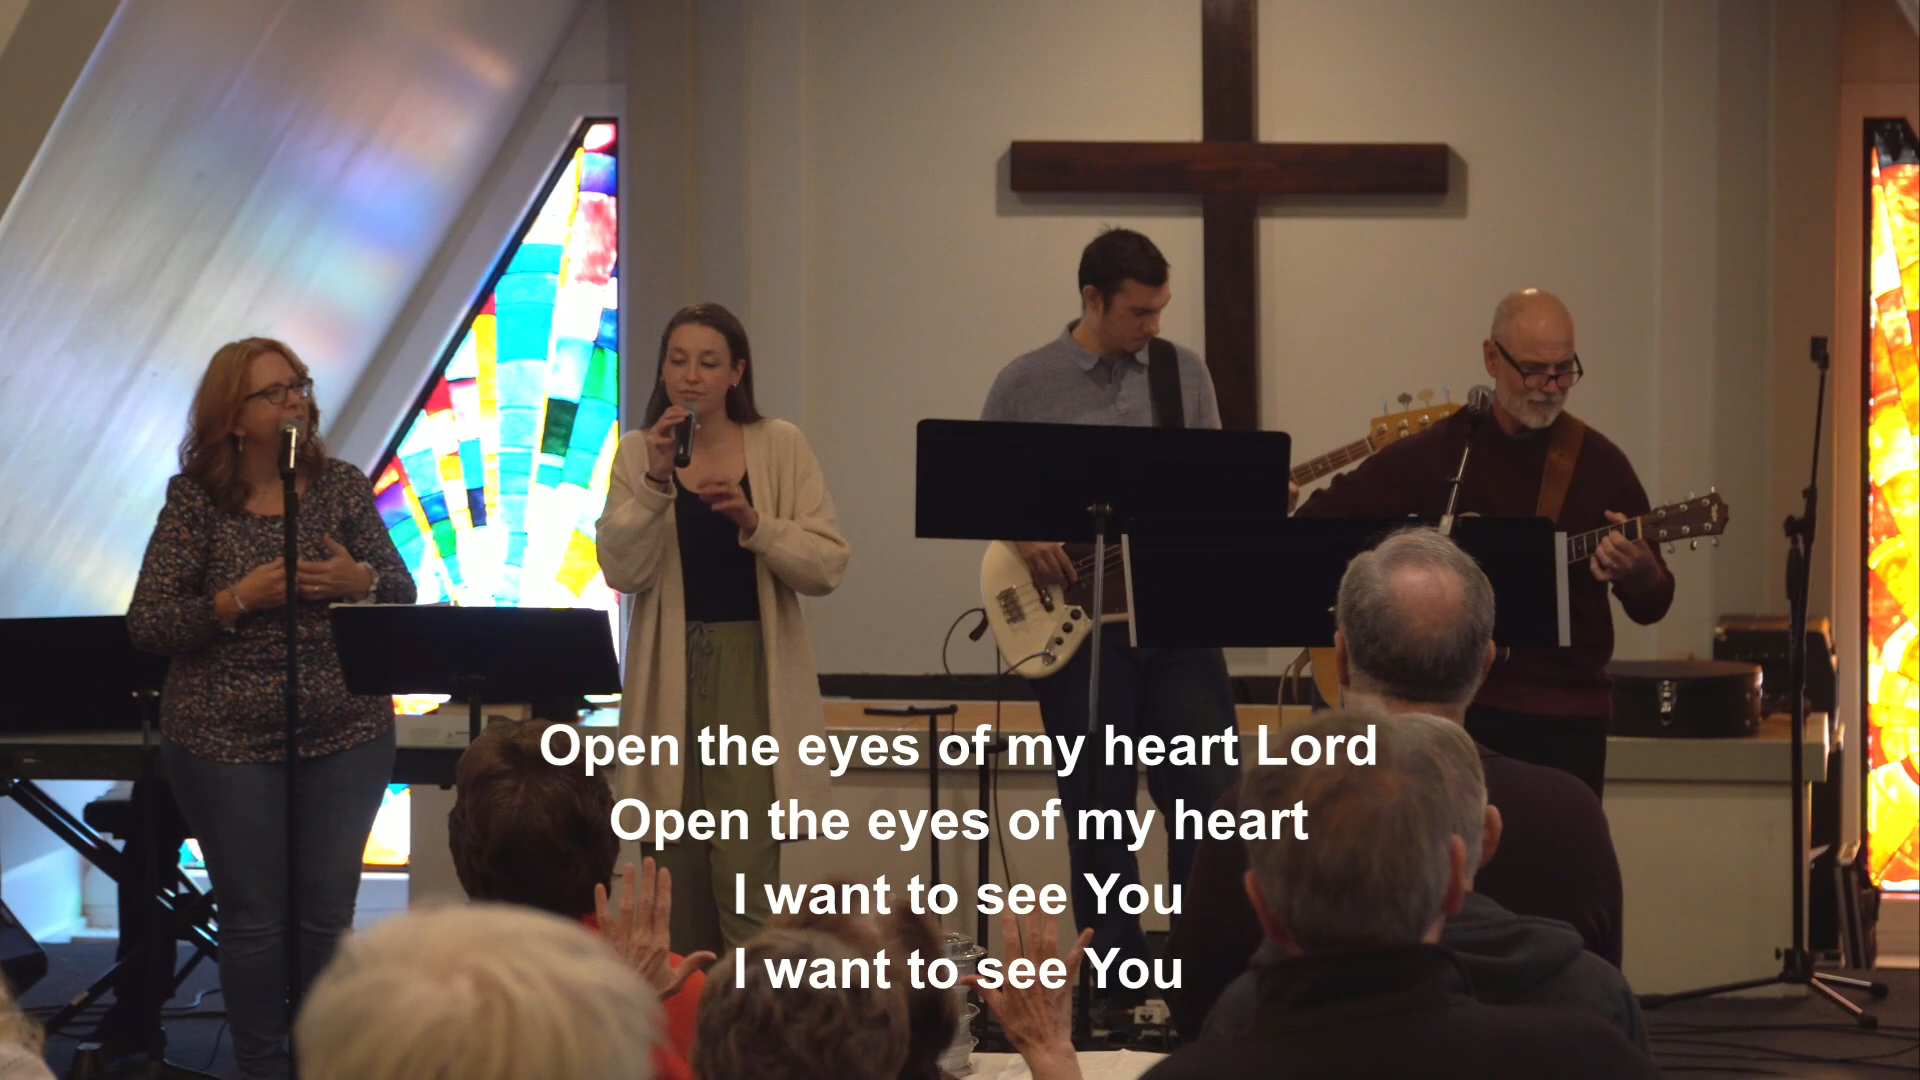 Open the eyes of my heart Lord
Open the eyes of my heart
I want to see You
I want to see You